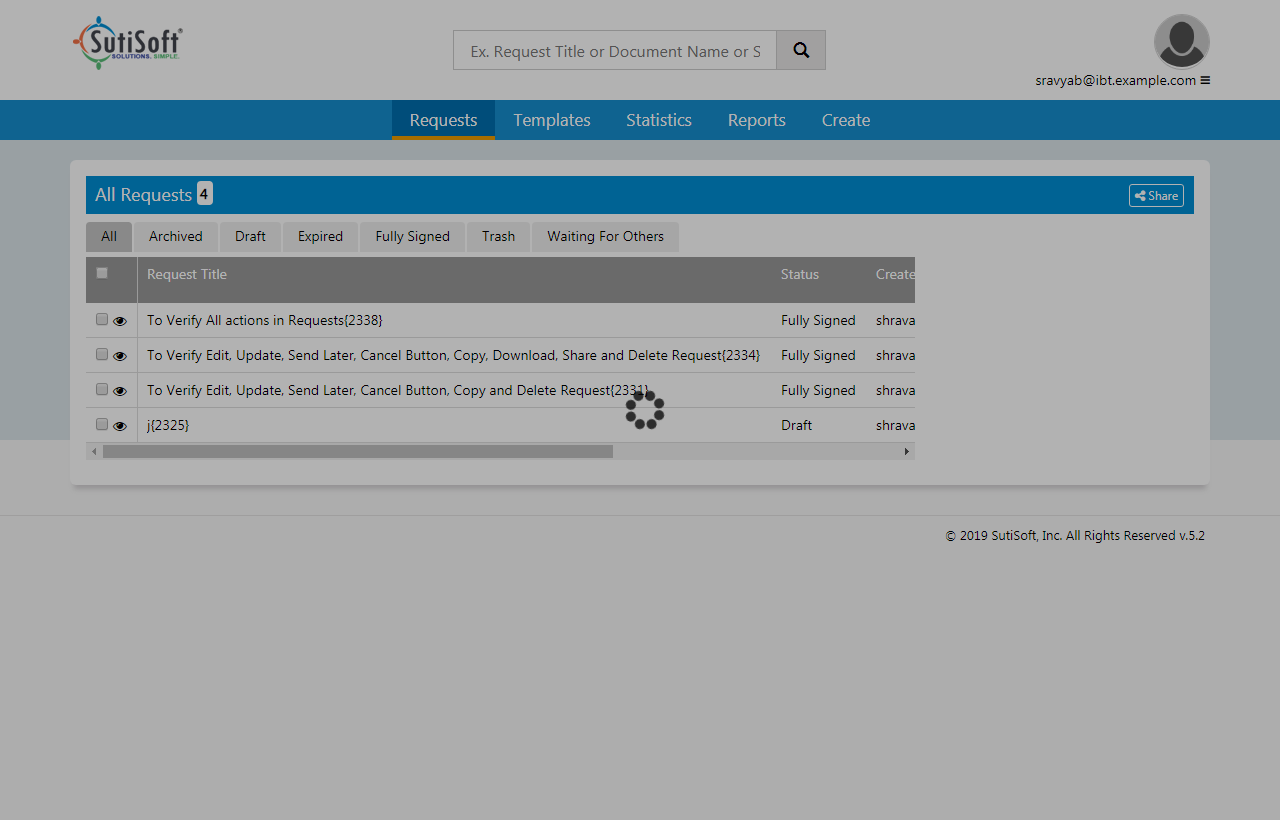 SutiSoft®
SOLUTIONS. SIMPLE.
Ex. Request Title or Document Name or S
sravyab@ibt.example.com
Requests Templates Statistics Reports Create
All Requests 4 Share
All Archived Draft Expired Fully Signed Trash Waiting For Others
Request Title Status Create
To Verify All actions in Requests{2338} Fully Signed shrava
To Verify Edit, Update, Send Later, Cancel Button, Copy, Download, Share and Delete Request{2334} Fully Signed shrava
To Verify Edit, Update, Send Later, Cancel Button, Copy and Delete Request{2331} Fully Signed shrava
j{2325} Draft shrava
© 2019 SutiSoft, Inc. All Rights Reserved v.5.2